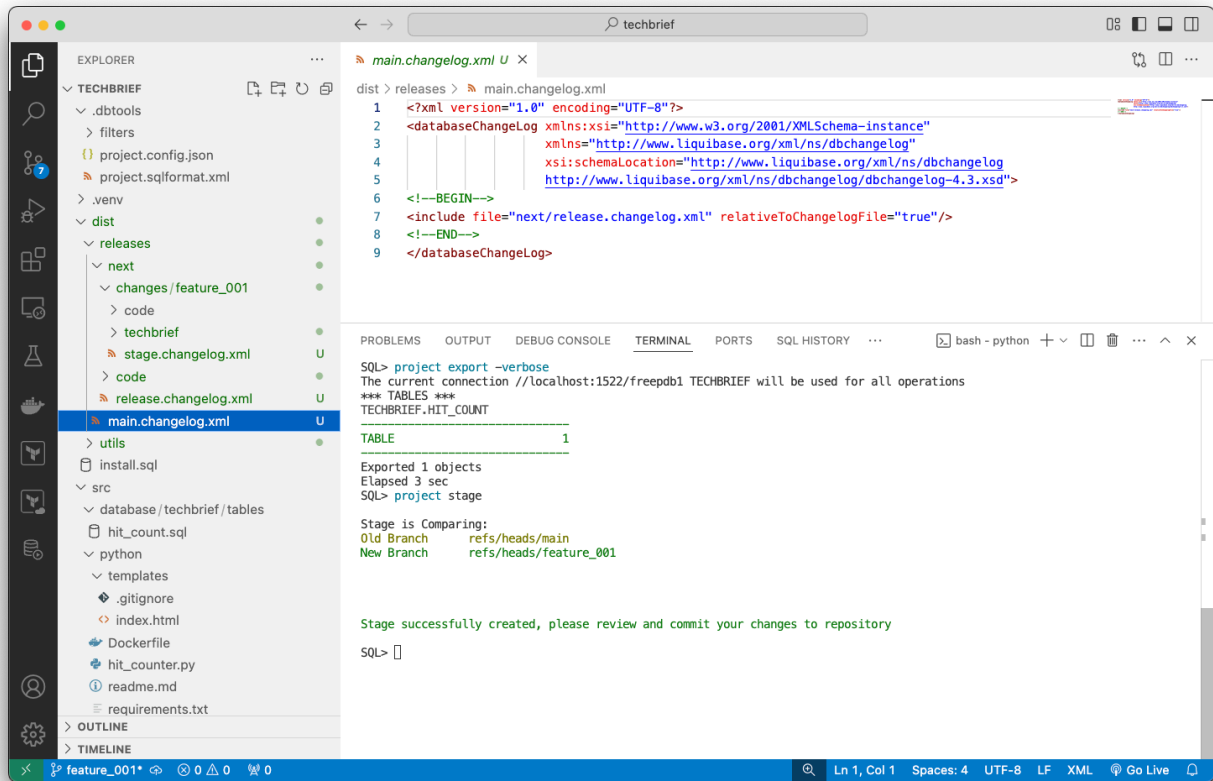 techbrief
EXPLORER
TECHBRIEF
.dbtools
filters
{} project.config.json
project.sqlformat.xml
.venv
dist
releases
next
changes/feature_001
code
techbrief
stage.changelog.xml U
code
release.changelog.xml U
main.changelog.xml U
utils
install.sql
src
database/techbrief/tables
hit_count.sql
python
templates
.gitignore
index.html
Dockerfile
hit_counter.py
readme.md
requirements.txt
OUTLINE
TIMELINE
7
main.changelog.xml U
dist > releases > main.changelog.xml
1 <?xml version="1.0" encoding="UTF-8"?>
2 <databaseChangeLog xmlns:xsi="http://www.w3.org/2001/XMLSchema-instance"
3 xmlns="http://www.liquibase.org/xml/ns/dbchangelog"
4 xsi:schemaLocation="http://www.liquibase.org/xml/ns/dbchangelog
5 http://www.liquibase.org/xml/ns/dbchangelog/dbchangelog-4.3.xsd">
6 <!--BEGIN-->
7 <include file="next/release.changelog.xml" relativeToChangelogFile="true"/>
8 <!--END-->
9 </databaseChangeLog>
PROBLEMS OUTPUT DEBUG CONSOLE TERMINAL PORTS SQL HISTORY ··· bash - python
SQL> project export -verbose
The current connection //localhost:1522/freepdb1 TECHBRIEF will be used for all operations
*** TABLES ***
TECHBRIEF.HIT_COUNT
-------------------------------
TABLE 1
-------------------------------
Exported 1 objects
Elapsed 3 sec
SQL> project stage
Stage is Comparing:
Old Branch refs/heads/main
New Branch refs/heads/feature_001
Stage successfully created, please review and commit your changes to repository
SQL>
feature_001* 0 0 0 Ln 1, Col 1 Spaces: 4 UTF-8 LF XML Go Live